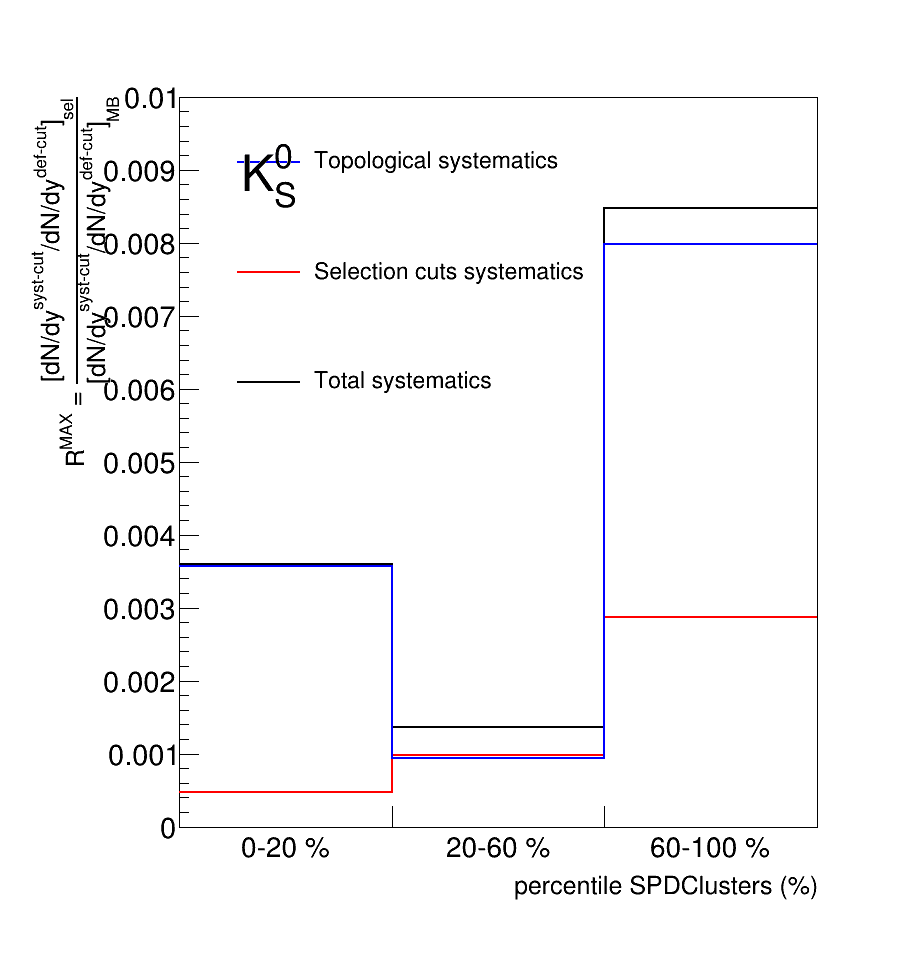 R^MAX = [dN/dy^syst-cut/dN/dy^def-cut]_sel
[dN/dy^syst-cut/dN/dy^def-cut]_MB
0.01
0.009
0.008
0.007
0.006
0.005
0.004
0.003
0.002
0.001
0
K^0_S
Topological systematics
Selection cuts systematics
Total systematics
0-20 % 20-60 % 60-100 %
percentile SPDClusters (%)